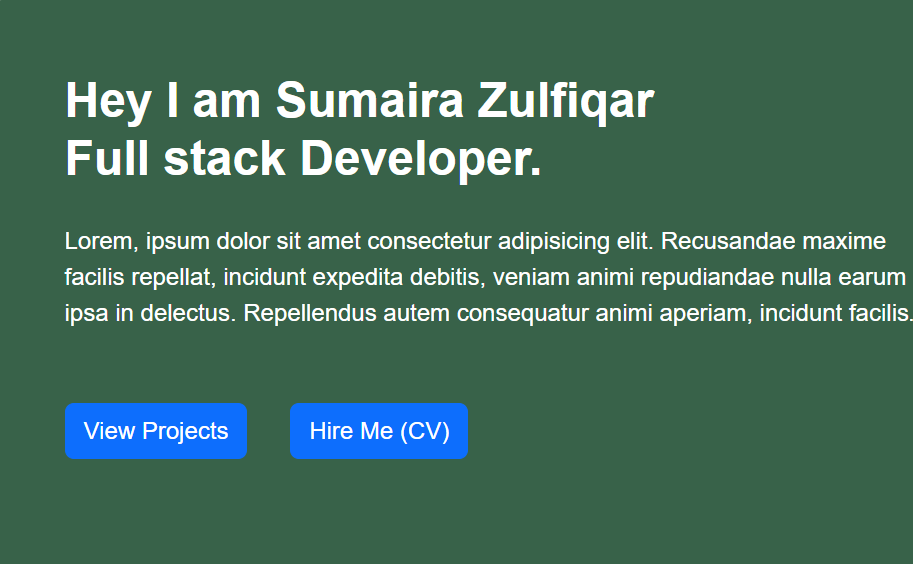 Hey I am Sumaira Zulfiqar
Full stack Developer.
Lorem, ipsum dolor sit amet consectetur adipisicing elit. Recusandae maxime
facilis repellat, incidunt expedita debitis, veniam animi repudiandae nulla earum
ipsa in delectus. Repellendus autem consequatur animi aperiam, incidunt facilis.
View Projects
Hire Me (CV)